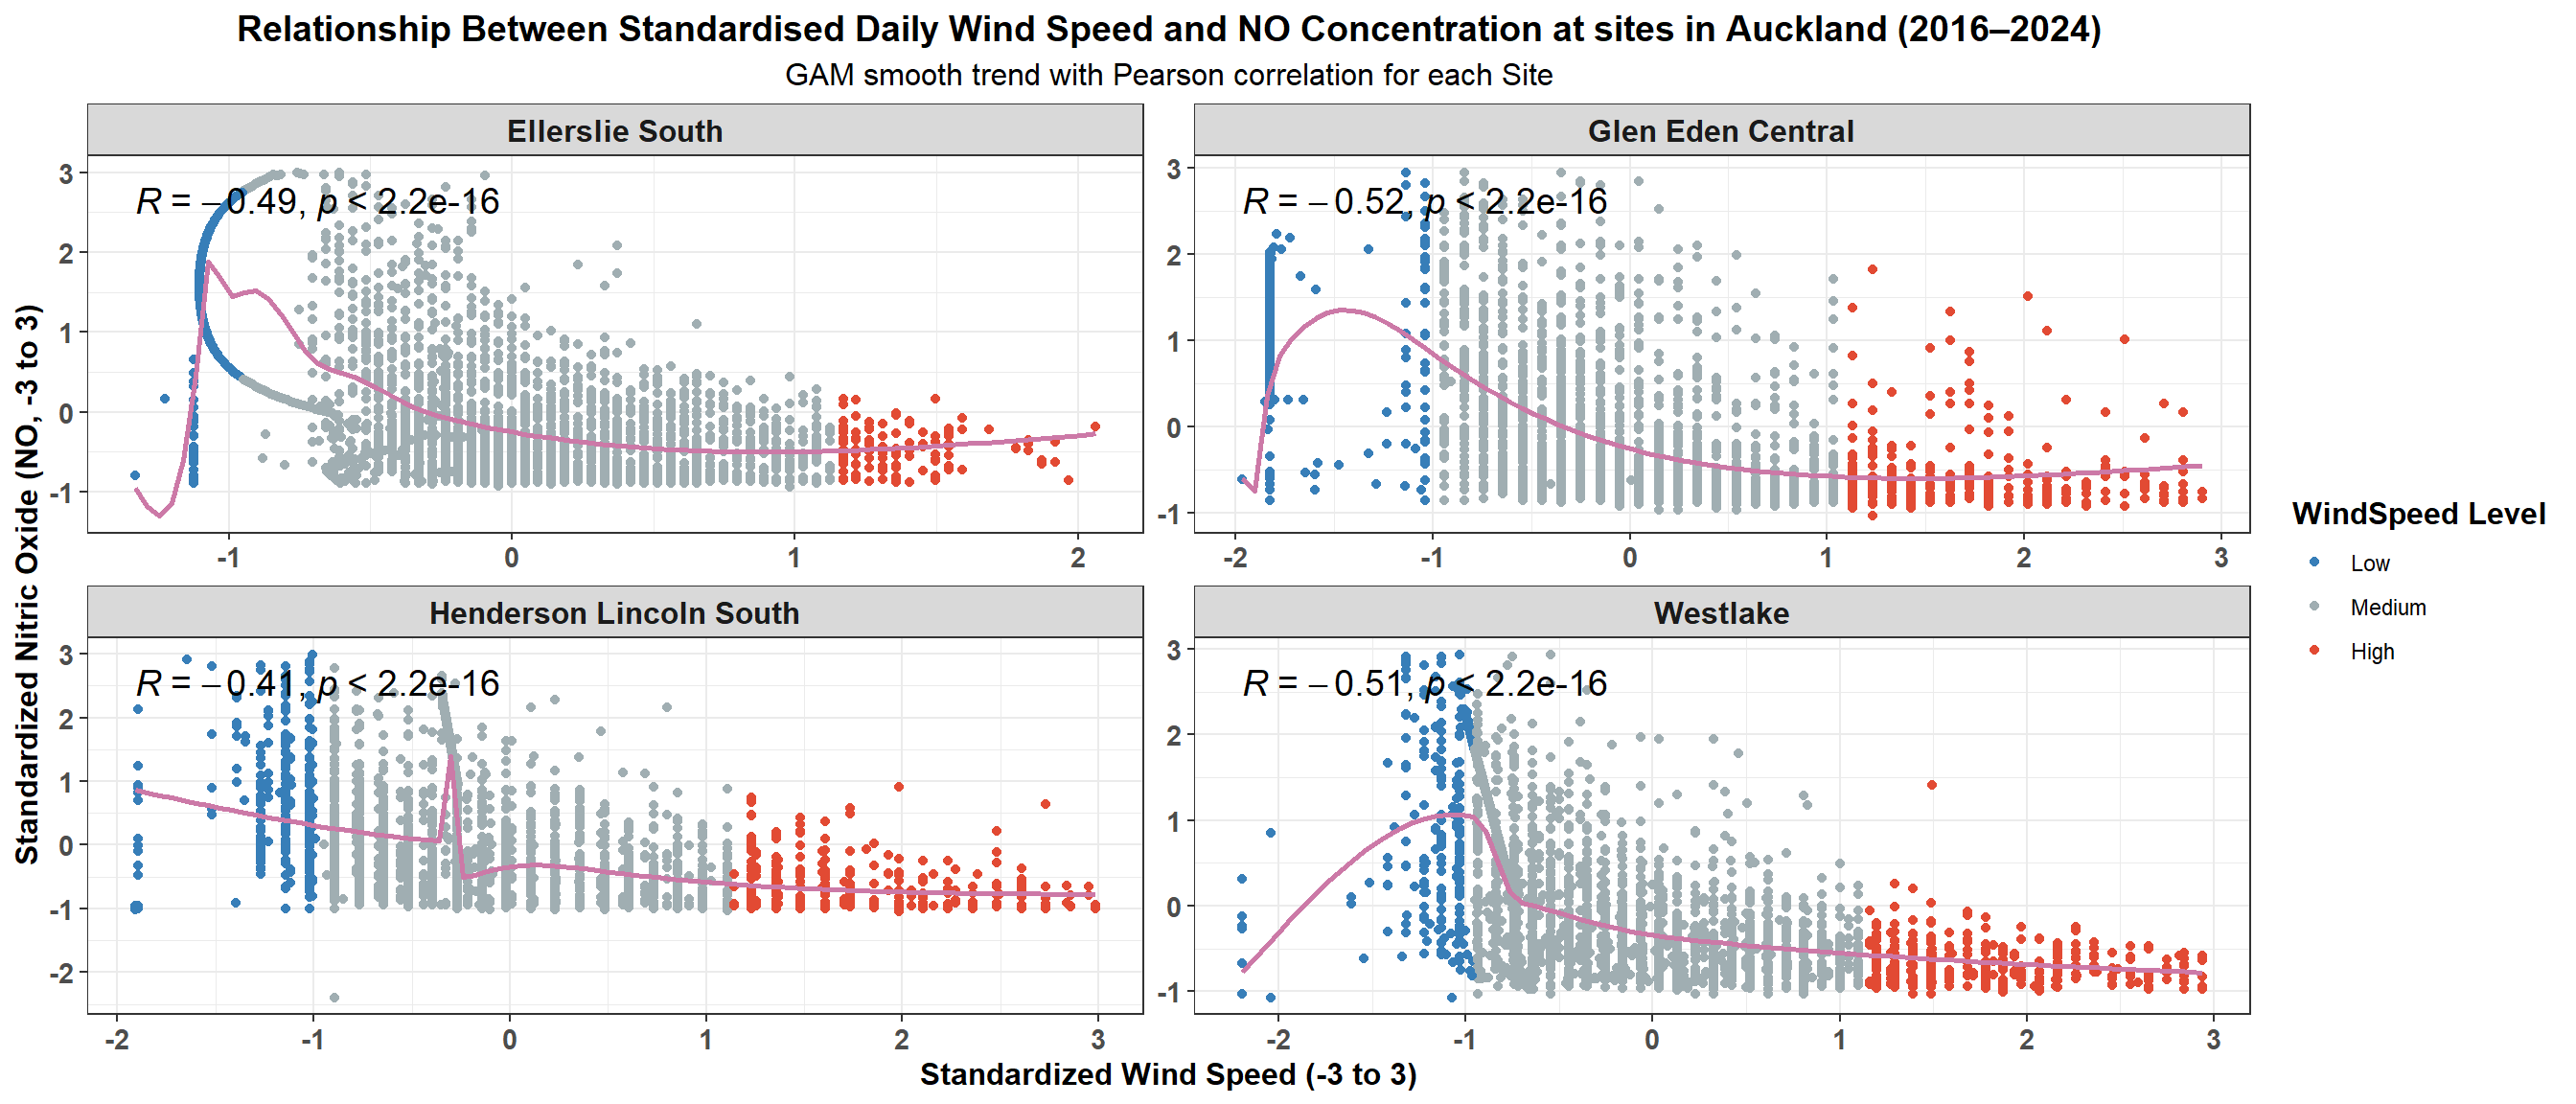 Relationship Between Standardised Daily Wind Speed and NO Concentration at sites in Auckland (2016–2024)
GAM smooth trend with Pearson correlation for each Site
Standardized Nitric Oxide (NO, -3 to 3)
Ellerslie South
R = −0.49, p < 2.2e-16
3
2
1
0
-1
-1 0 1 2
Glen Eden Central
R = −0.52, p < 2.2e-16
3
2
1
0
-1
-2 -1 0 1 2 3
Henderson Lincoln South
R = −0.41, p < 2.2e-16
3
2
1
0
-1
-2
-2 -1 0 1 2 3
Westlake
R = −0.51, p < 2.2e-16
3
2
1
0
-1
-2 -1 0 1 2 3
Standardized Wind Speed (-3 to 3)
WindSpeed Level
Low
Medium
High